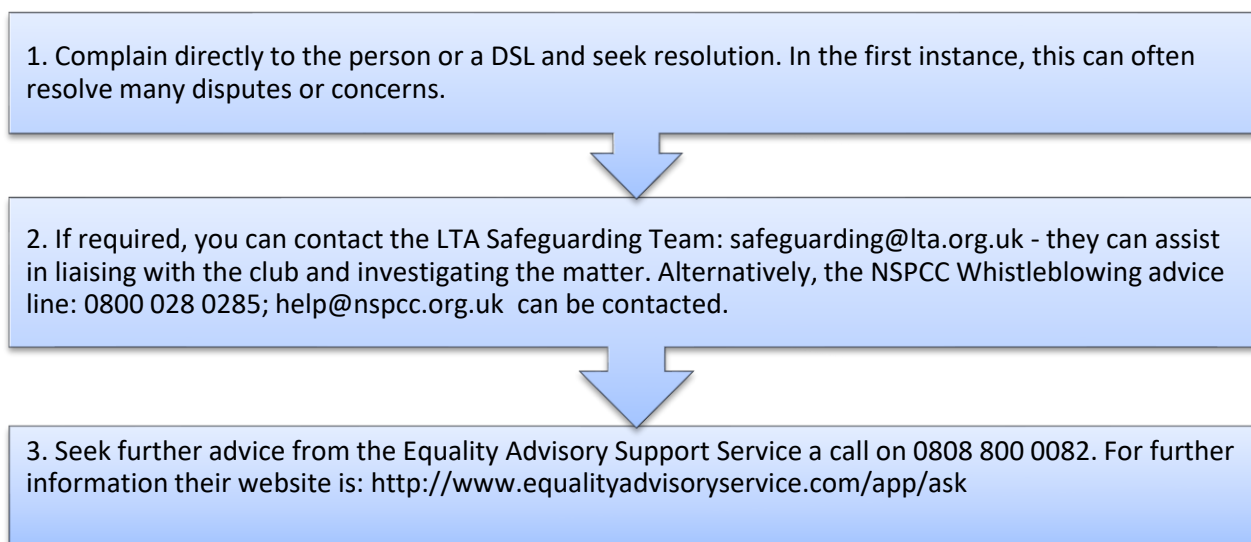 1. Complain directly to the person or a DSL and seek resolution. In the first instance, this can often
resolve many disputes or concerns.
2. If required, you can contact the LTA Safeguarding Team: safeguarding@lta.org.uk - they can assist
in liaising with the club and investigating the matter. Alternatively, the NSPCC Whistleblowing advice
line: 0800 028 0285; help@nspcc.org.uk can be contacted.
3. Seek further advice from the Equality Advisory Support Service a call on 0808 800 0082. For further
information their website is: http://www.equalityadvisoryservice.com/app/ask